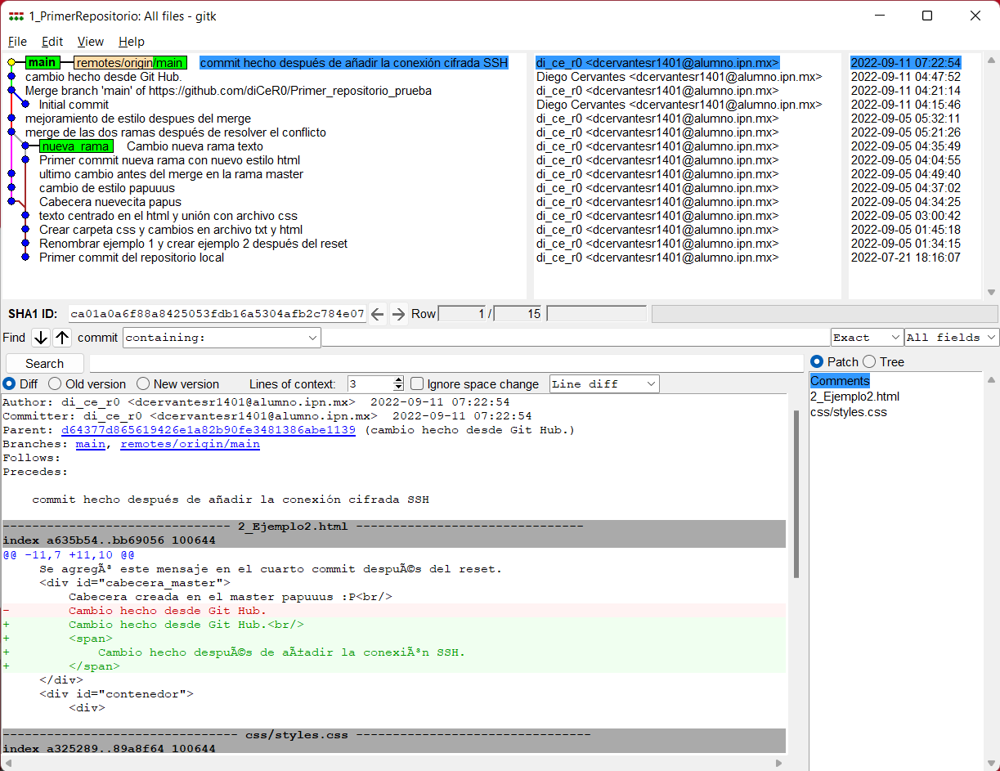 1_PrimerRepositorio: All files - gitk
File Edit View Help
main remotes/origin/main commit hecho después de añadir la conexión cifrada SSH di_ce_r0 <dcervantesr1401@alumno.ipn.mx> 2022-09-11 07:22:54
cambio hecho desde Git Hub. Diego Cervantes <dcervantesr1401@alumno.ipn.mx> 2022-09-11 04:47:52
Merge branch 'main' of https://github.com/diCeR0/Primer_repositorio_prueba di_ce_r0 <dcervantesr1401@alumno.ipn.mx> 2022-09-11 04:21:14
Initial commit Diego Cervantes <dcervantesr1401@alumno.ipn.mx> 2022-09-11 04:15:46
mejoramiento de estilo despues del merge di_ce_r0 <dcervantesr1401@alumno.ipn.mx> 2022-09-05 05:32:11
merge de las dos ramas después de resolver el conflicto di_ce_r0 <dcervantesr1401@alumno.ipn.mx> 2022-09-05 05:21:26
nueva_rama Cambio nueva rama texto di_ce_r0 <dcervantesr1401@alumno.ipn.mx> 2022-09-05 04:35:49
Primer commit nueva rama con nuevo estilo html di_ce_r0 <dcervantesr1401@alumno.ipn.mx> 2022-09-05 04:04:55
ultimo cambio antes del merge en la rama master di_ce_r0 <dcervantesr1401@alumno.ipn.mx> 2022-09-05 04:49:40
cambio de estilo papuuus di_ce_r0 <dcervantesr1401@alumno.ipn.mx> 2022-09-05 04:37:02
Cabecera nuevecita papus di_ce_r0 <dcervantesr1401@alumno.ipn.mx> 2022-09-05 04:34:25
texto centrado en el html y unión con archivo css di_ce_r0 <dcervantesr1401@alumno.ipn.mx> 2022-09-05 03:00:42
Crear carpeta css y cambios en archivo txt y html di_ce_r0 <dcervantesr1401@alumno.ipn.mx> 2022-09-05 01:45:18
Renombrar ejemplo 1 y crear ejemplo 2 después del reset di_ce_r0 <dcervantesr1401@alumno.ipn.mx> 2022-09-05 01:34:15
Primer commit del repositorio local di_ce_r0 <dcervantesr1401@alumno.ipn.mx> 2022-07-21 18:16:07
SHA1 ID: ca01a0a6f88a8425053fdb16a5304afb2c784e07 Row 1 / 15
Find commit containing: Exact All fields
Search Patch Tree
Diff Old version New version Lines of context: 3 Ignore space change Line diff
Comments
2_Ejemplo2.html
css/styles.css
Author: di_ce_r0 <dcervantesr1401@alumno.ipn.mx> 2022-09-11 07:22:54
Committer: di_ce_r0 <dcervantesr1401@alumno.ipn.mx> 2022-09-11 07:22:54
Parent: d64377d865619426e1a82b90fe3481386abe1139 (cambio hecho desde Git Hub.)
Branches: main, remotes/origin/main
Follows:
Precedes:
commit hecho después de añadir la conexión cifrada SSH
------------------------------- 2_Ejemplo2.html -------------------------------
index a635b54..bb69056 100644
@@ -11,7 +11,10 @@
Se agregÃ³ este mensaje en el cuarto commit despuÃ©s del reset.
<div id="cabecera_master">
Cabecera creada en el master papuuus :P<br/>
- Cambio hecho desde Git Hub.
+ Cambio hecho desde Git Hub.<br/>
+ <span>
+ Cambio hecho despuÃ©s de aÃ±adir la conexiÃ³n SSH.
+ </span>
</div>
<div id="contenedor">
<div>
-------------------------------- css/styles.css --------------------------------
index a325289..89a8f64 100644